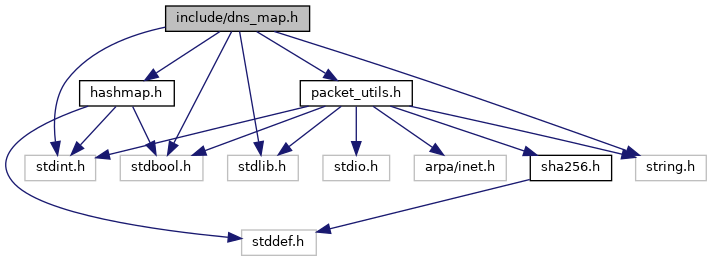 include/dns_map.h
hashmap.h
packet_utils.h
stdint.h
stdbool.h
stdlib.h
stdio.h
arpa/inet.h
sha256.h
string.h
stddef.h